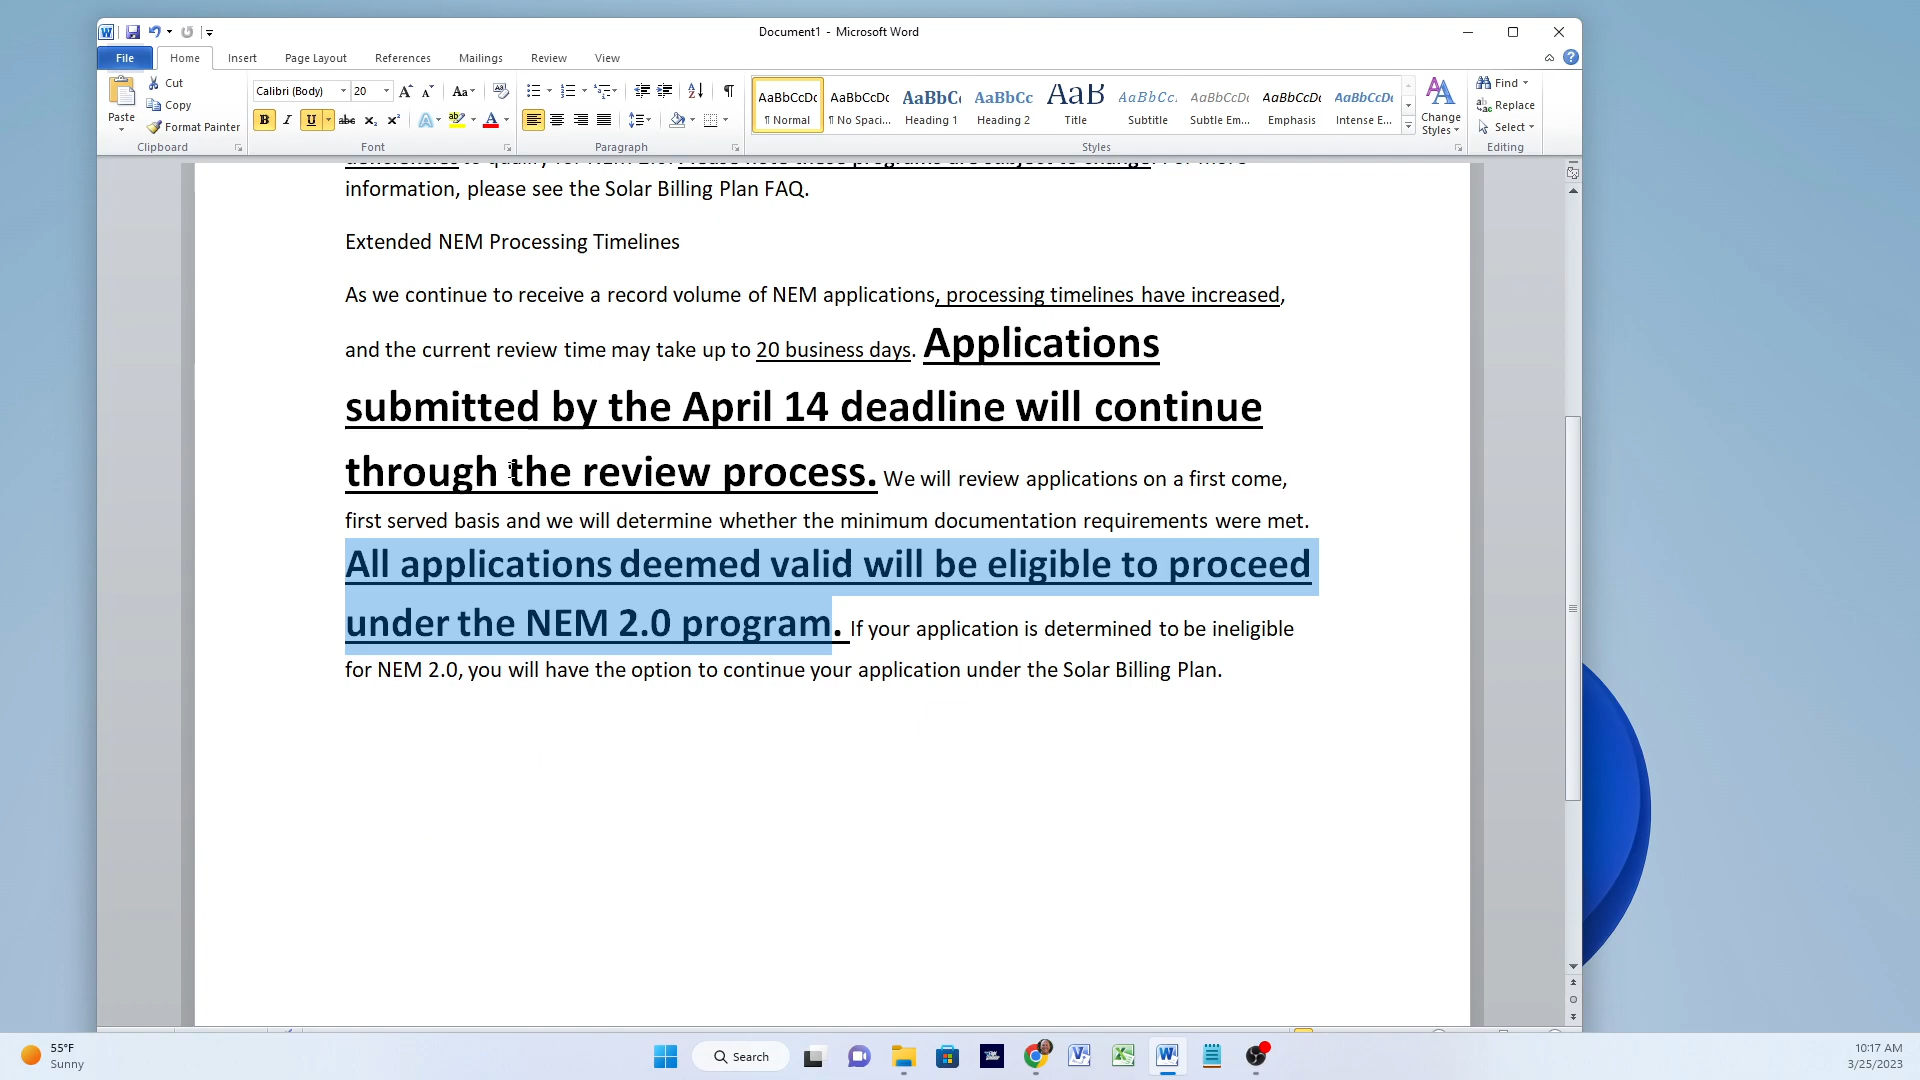 Document1 - Microsoft Word
File Home Insert Page Layout References Mailings Review View
Cut
Copy
Format Painter
Paste
Clipboard
Calibri (Body) 20
Font
Paragraph
AaBbCcDc AaBbCcDc AaBbC AaBbCc AaB AaBbCc. AaBbCcDc AaBbCcDc AaBbCcDc
¶ Normal ¶ No Spaci... Heading 1 Heading 2 Title Subtitle Subtle Em... Emphasis Intense E...
Change Styles
Styles
Find
Replace
Select
Editing
information, please see the Solar Billing Plan FAQ.
Extended NEM Processing Timelines
As we continue to receive a record volume of NEM applications, processing timelines have increased,
and the current review time may take up to 20 business days. Applications
submitted by the April 14 deadline will continue
through the review process. We will review applications on a first come,
first served basis and we will determine whether the minimum documentation requirements were met.
All applications deemed valid will be eligible to proceed
under the NEM 2.0 program. If your application is determined to be ineligible
for NEM 2.0, you will have the option to continue your application under the Solar Billing Plan.
55°F
Sunny
Search
10:17 AM
3/25/2023